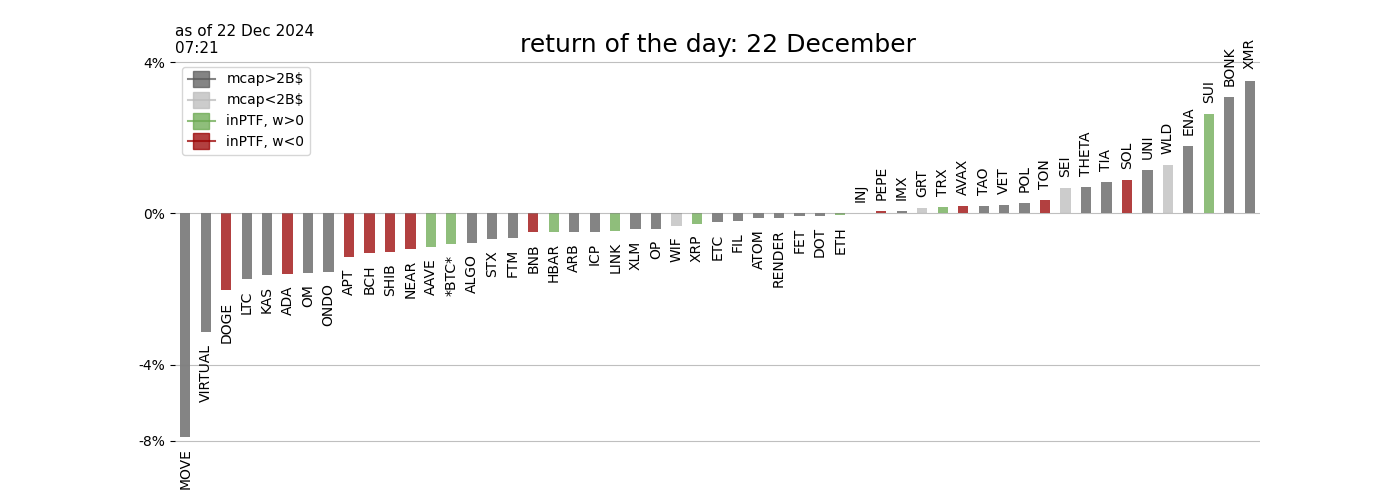 as of 22 Dec 2024
07:21
return of the day: 22 December
4%
0%
-4%
-8%
mcap>2B$
mcap<2B$
inPTF, w>0
inPTF, w<0
MOVE
VIRTUAL
DOGE
LTC
KAS
ADA
OM
ONDO
APT
BCH
SHIB
NEAR
AAVE
*BTC*
ALGO
STX
FTM
BNB
HBAR
ARB
ICP
LINK
XLM
OP
WIF
XRP
ETC
FIL
ATOM
RENDER
FET
DOT
ETH
INJ
PEPE
IMX
GRT
TRX
AVAX
TAO
VET
POL
TON
SEI
THETA
TIA
SOL
UNI
WLD
ENA
SUI
BONK
XMR